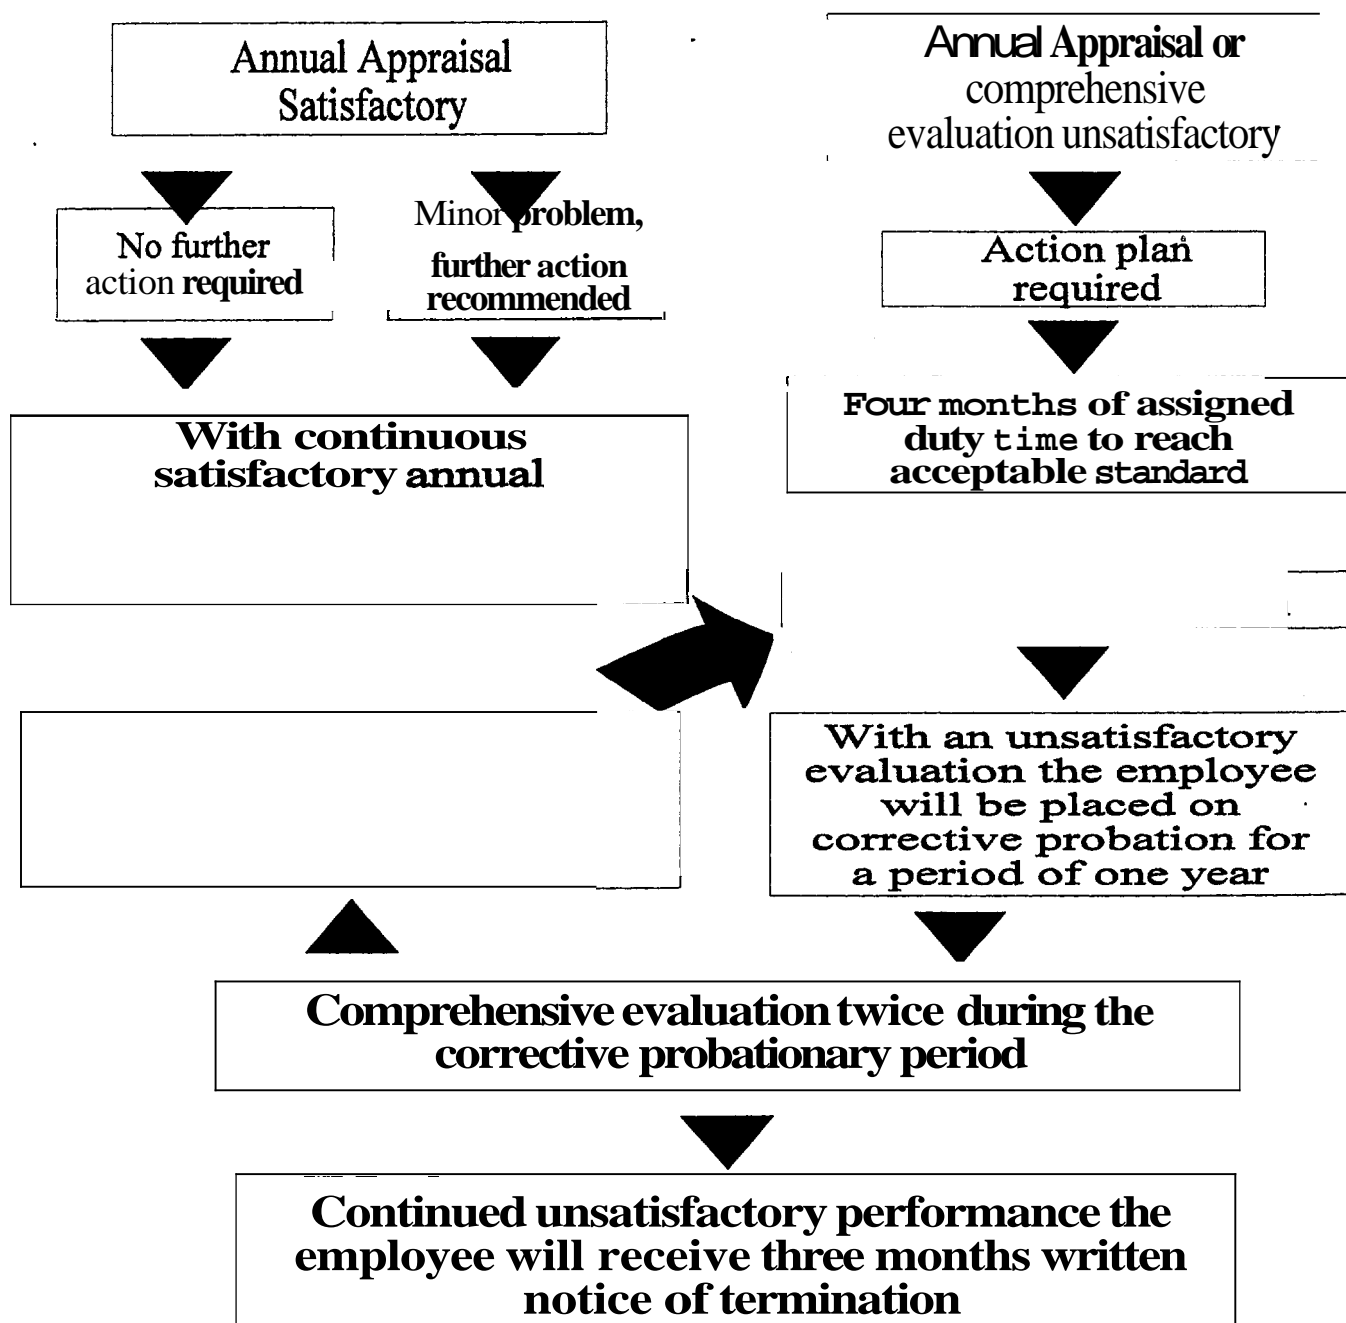 Annual Appraisal
Satisfactory
Annual Appraisal or
comprehensive
evaluation unsatisfactory
No further
action required
Minor problem,
further action
recommended
Action plan
required
With continuous
satisfactory annual
Four months of assigned
duty time to reach
acceptable standard
With an unsatisfactory
evaluation the employee
will be placed on
corrective probation for
a period of one year
Comprehensive evaluation twice during the
corrective probationary period
Continued unsatisfactory performance the
employee will receive three months written
notice of termination